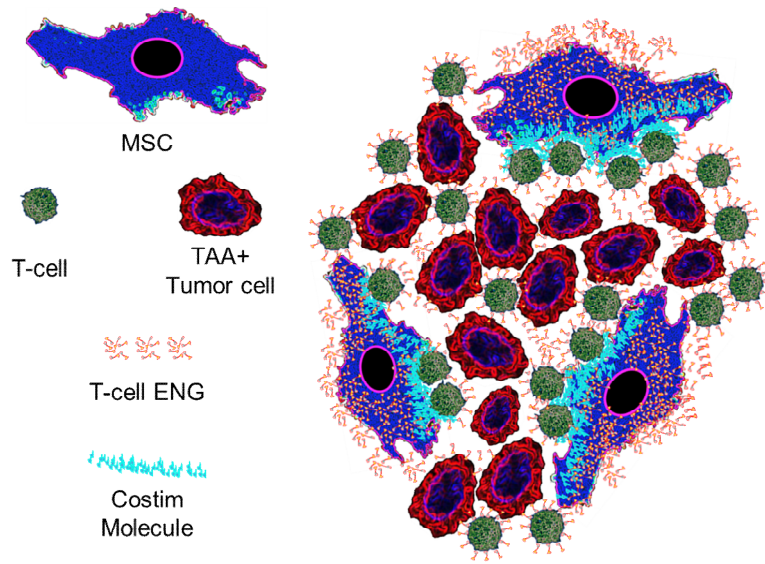 MSC
T-cell
TAA+
Tumor cell
T-cell ENG
Costim
Molecule